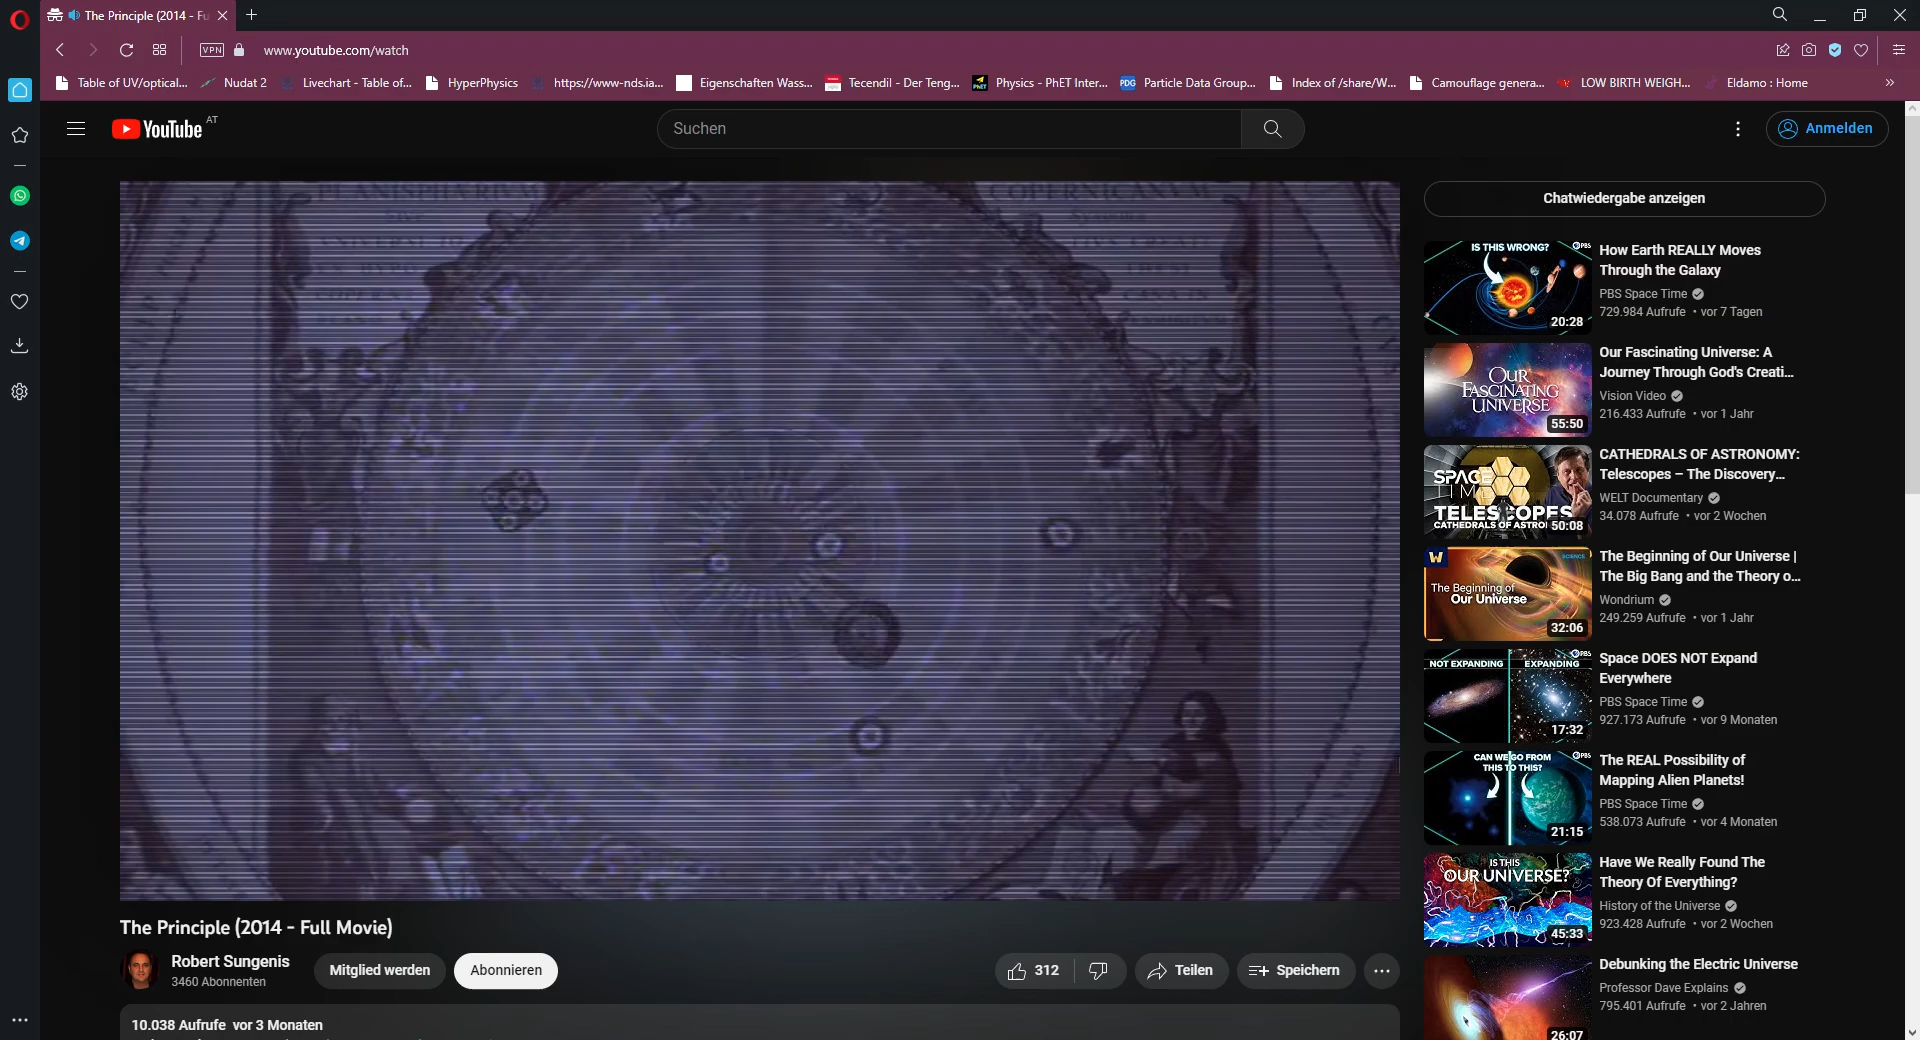 The Principle (2014 - Fu
VPN
www.youtube.com/watch
Table of UV/optical...
Nudat 2
Livechart - Table of...
HyperPhysics
https://www-nds.ia...
Eigenschaften Wass...
Tecendil - Der Teng...
Physics - PhET Inter...
PDG
Particle Data Group...
Index of /share/W...
Camouflage genera...
LOW BIRTH WEIGH...
Eldamo : Home
»
YouTube AT
Suchen
Anmelden
Chatwiedergabe anzeigen
IS THIS WRONG?
PBS
20:28
How Earth REALLY Moves
Through the Galaxy
PBS Space Time
729.984 Aufrufe • vor 7 Tagen
OUR
FASCINATING
UNIVERSE
55:50
Our Fascinating Universe: A
Journey Through God's Creati...
Vision Video
216.433 Aufrufe • vor 1 Jahr
SPACE
TIME
TELESCOPES
CATHEDRALS OF ASTRO
50:08
CATHEDRALS OF ASTRONOMY:
Telescopes – The Discovery...
WELT Documentary
34.078 Aufrufe • vor 2 Wochen
W
SCIENCE
The Beginning of
Our Universe
32:06
The Beginning of Our Universe |
The Big Bang and the Theory o...
Wondrium
249.259 Aufrufe • vor 1 Jahr
PBS
NOT EXPANDING
EXPANDING
17:32
Space DOES NOT Expand
Everywhere
PBS Space Time
927.173 Aufrufe • vor 9 Monaten
CAN WE GO FROM
THIS TO THIS?
PBS
21:15
The REAL Possibility of
Mapping Alien Planets!
PBS Space Time
538.073 Aufrufe • vor 4 Monaten
IS THIS
OUR UNIVERSE?
45:33
Have We Really Found The
Theory Of Everything?
History of the Universe
923.428 Aufrufe • vor 2 Wochen
26:07
Debunking the Electric Universe
Professor Dave Explains
795.401 Aufrufe • vor 2 Jahren
The Principle (2014 - Full Movie)
Robert Sungenis
3460 Abonnenten
Mitglied werden
Abonnieren
312
Teilen
Speichern
10.038 Aufrufe vor 3 Monaten